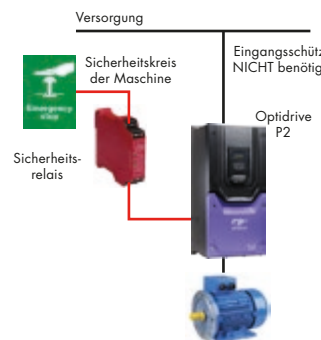 Versorgung
Eingangsschütz
NICHT benötig
Sicherheitskreis
der Maschine
Emergency
stop
Optidrive
P2
Sicherheits-
relais